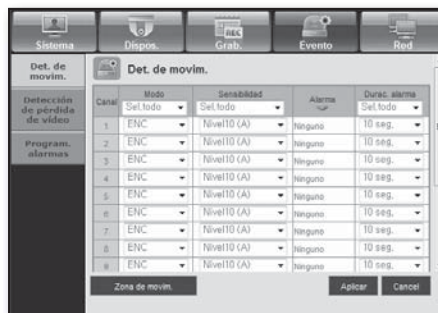 Sistema Dispos. Grab. Evento Red
REC
Det. de movim.
Detección de pérdida de vídeo
Program. alarmas
Det. de movim.
Canal Modo Sensibilidad Alarma Durac. alarma
Sel.todo Sel.todo Sel.todo
1 ENC Nivel10 (A) Ninguno 10 seg.
2 ENC Nivel10 (A) Ninguno 10 seg.
3 ENC Nivel10 (A) Ninguno 10 seg.
4 ENC Nivel10 (A) Ninguno 10 seg.
5 ENC Nivel10 (A) Ninguno 10 seg.
6 ENC Nivel10 (A) Ninguno 10 seg.
7 ENC Nivel10 (A) Ninguno 10 seg.
8 ENC Nivel10 (A) Ninguno 10 seg.
9 ENC Nivel10 (A) Ninguno 10 seg.
Zona de movim. Aplicar Cancel